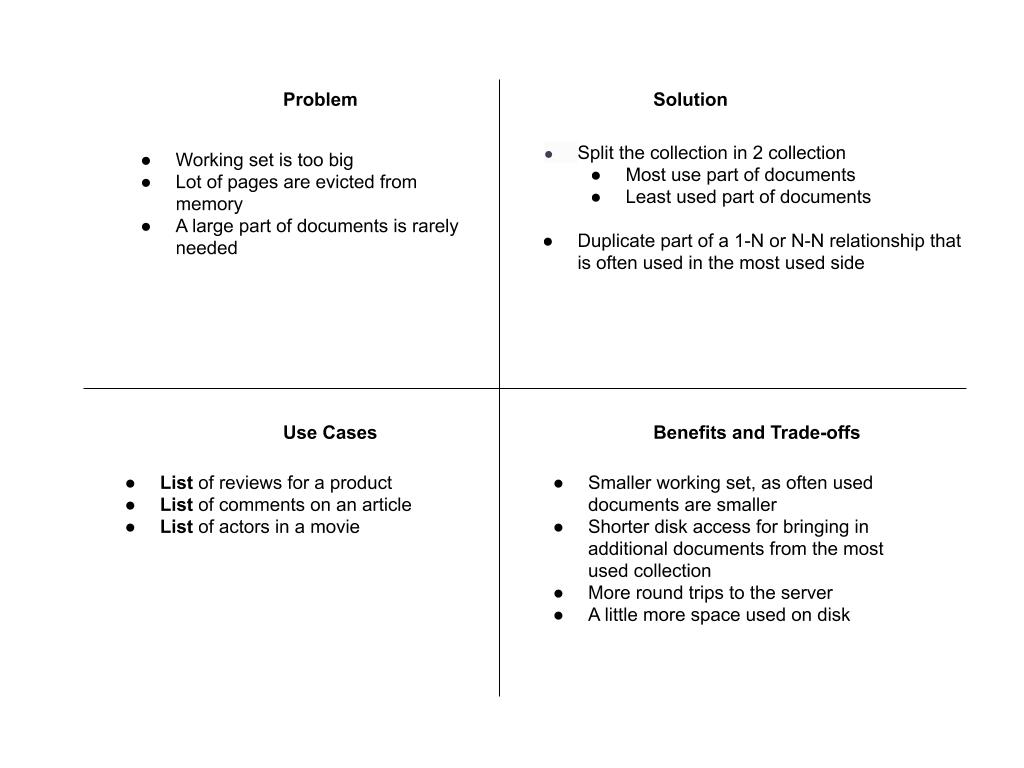 Problem
● Working set is too big
● Lot of pages are evicted from
memory
● A large part of documents is rarely
needed
Solution
● Split the collection in 2 collection
● Most use part of documents
● Least used part of documents
● Duplicate part of a 1-N or N-N relationship that
is often used in the most used side
Use Cases
● List of reviews for a product
● List of comments on an article
● List of actors in a movie
Benefits and Trade-offs
● Smaller working set, as often used
documents are smaller
● Shorter disk access for bringing in
additional documents from the most
used collection
● More round trips to the server
● A little more space used on disk